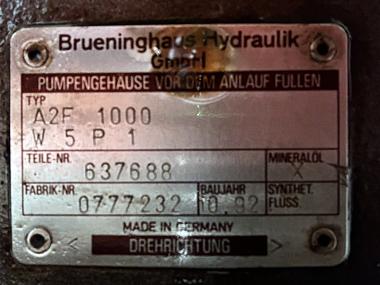 Brueninghaus Hydraulik
GmbH
PUMPENGEHÄUSE VOR DEM ANLAUF FÜLLEN
TYP
A2F 1000
W 5 P 1
TEILE-NR. 637688 MINERALÖL X
FABRIK-NR 0777232 BAUJAHR 10.92 SYNTHET. FLÜSS.
MADE IN GERMANY
< DREHRICHTUNG >